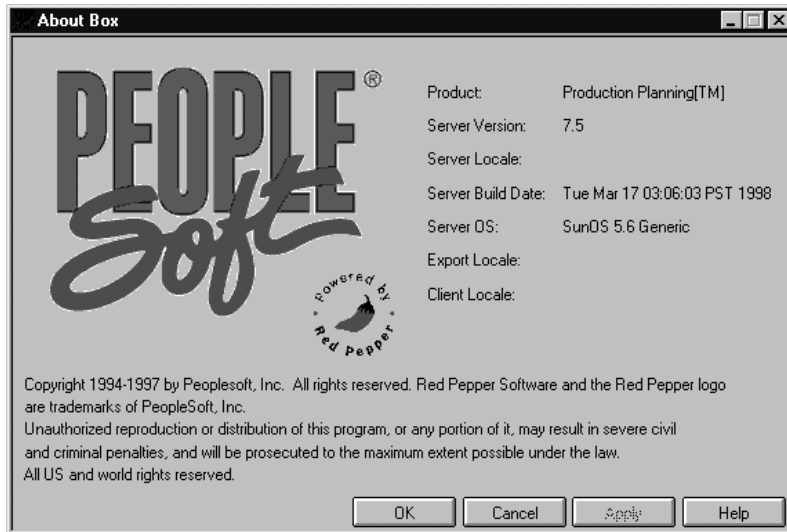 About Box
PEOPLE®
Soft
Powered by
Red Pepper
Product: Production Planning[TM]
Server Version: 7.5
Server Locale:
Server Build Date: Tue Mar 17 03:06:03 PST 1998
Server OS: SunOS 5.6 Generic
Export Locale:
Client Locale:
Copyright 1994-1997 by Peoplesoft, Inc. All rights reserved. Red Pepper Software and the Red Pepper logo
are trademarks of PeopleSoft, Inc.
Unauthorized reproduction or distribution of this program, or any portion of it, may result in severe civil
and criminal penalties, and will be prosecuted to the maximum extent possible under the law.
All US and world rights reserved.
OK Cancel Apply Help